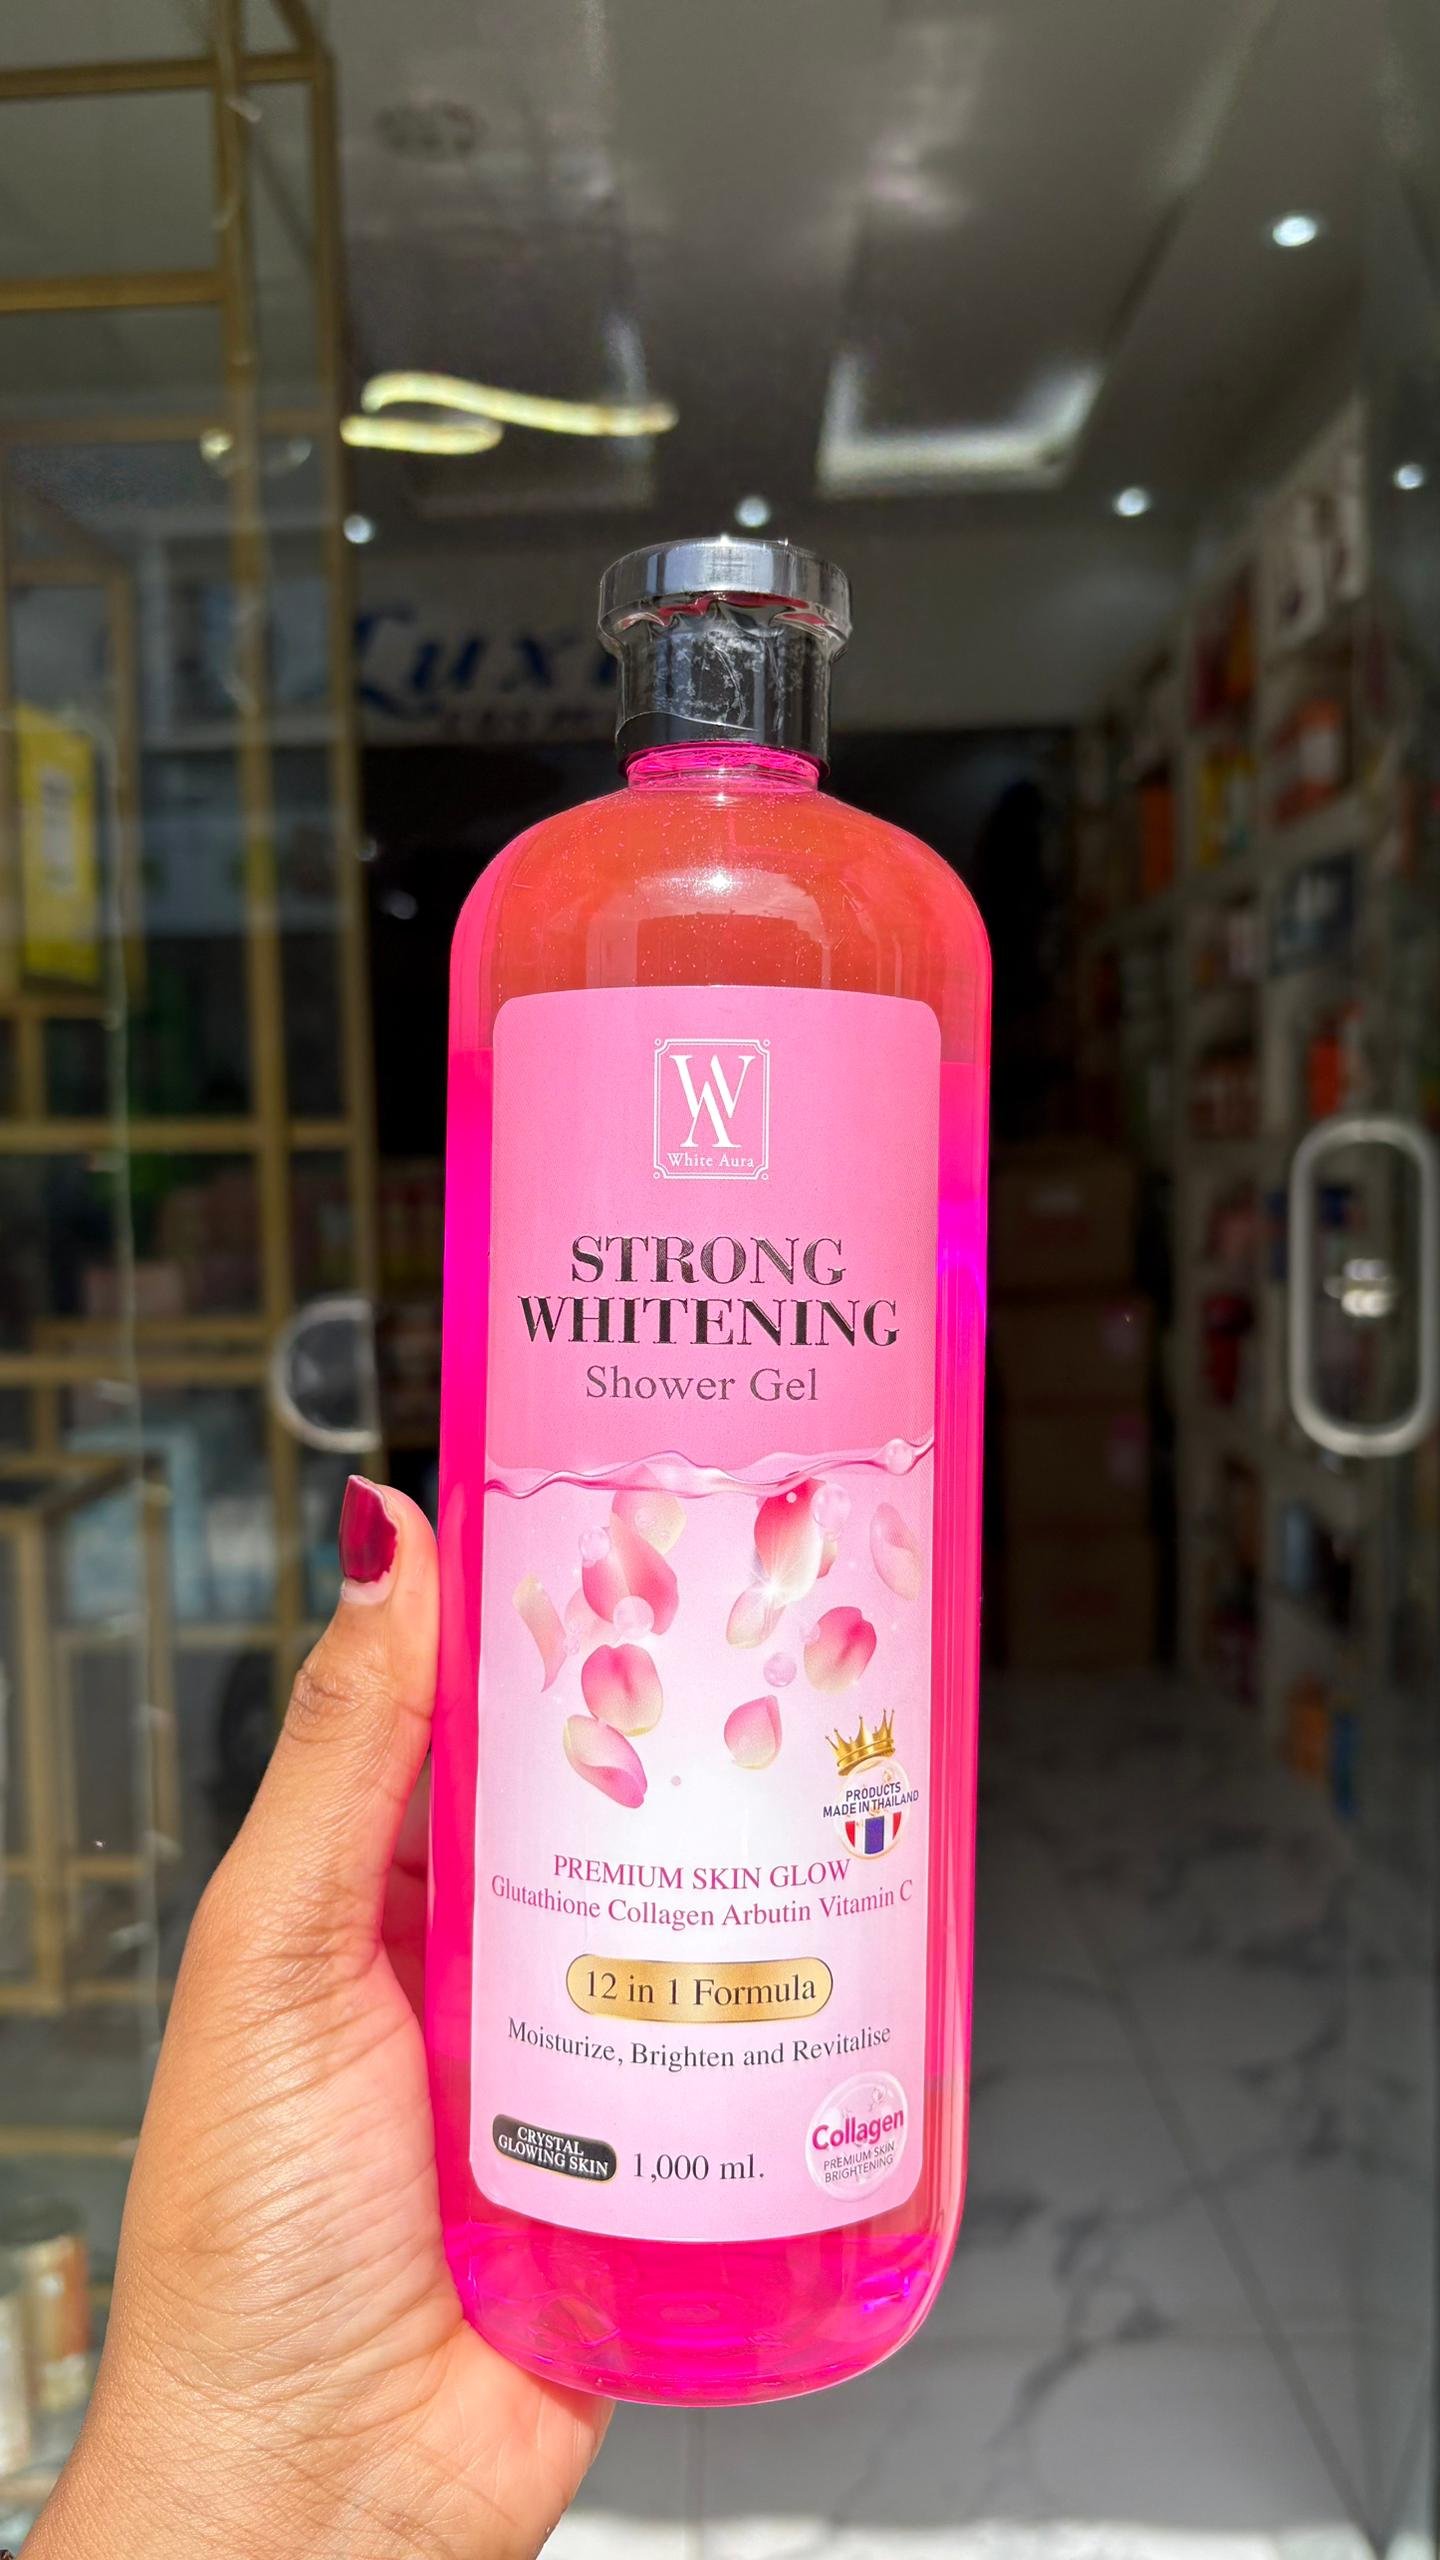 Lux
White Aura
STRONG
WHITENING
Shower Gel
PRODUCTS
MADE IN THAILAND
PREMIUM SKIN GLOW
Glutathione Collagen Arbutin Vitamin C
12 in 1 Formula
Moisturize, Brighten and Revitalise
CRYSTAL
GLOWING SKIN
1,000 ml.
Collagen
PREMIUM SKIN
BRIGHTENING